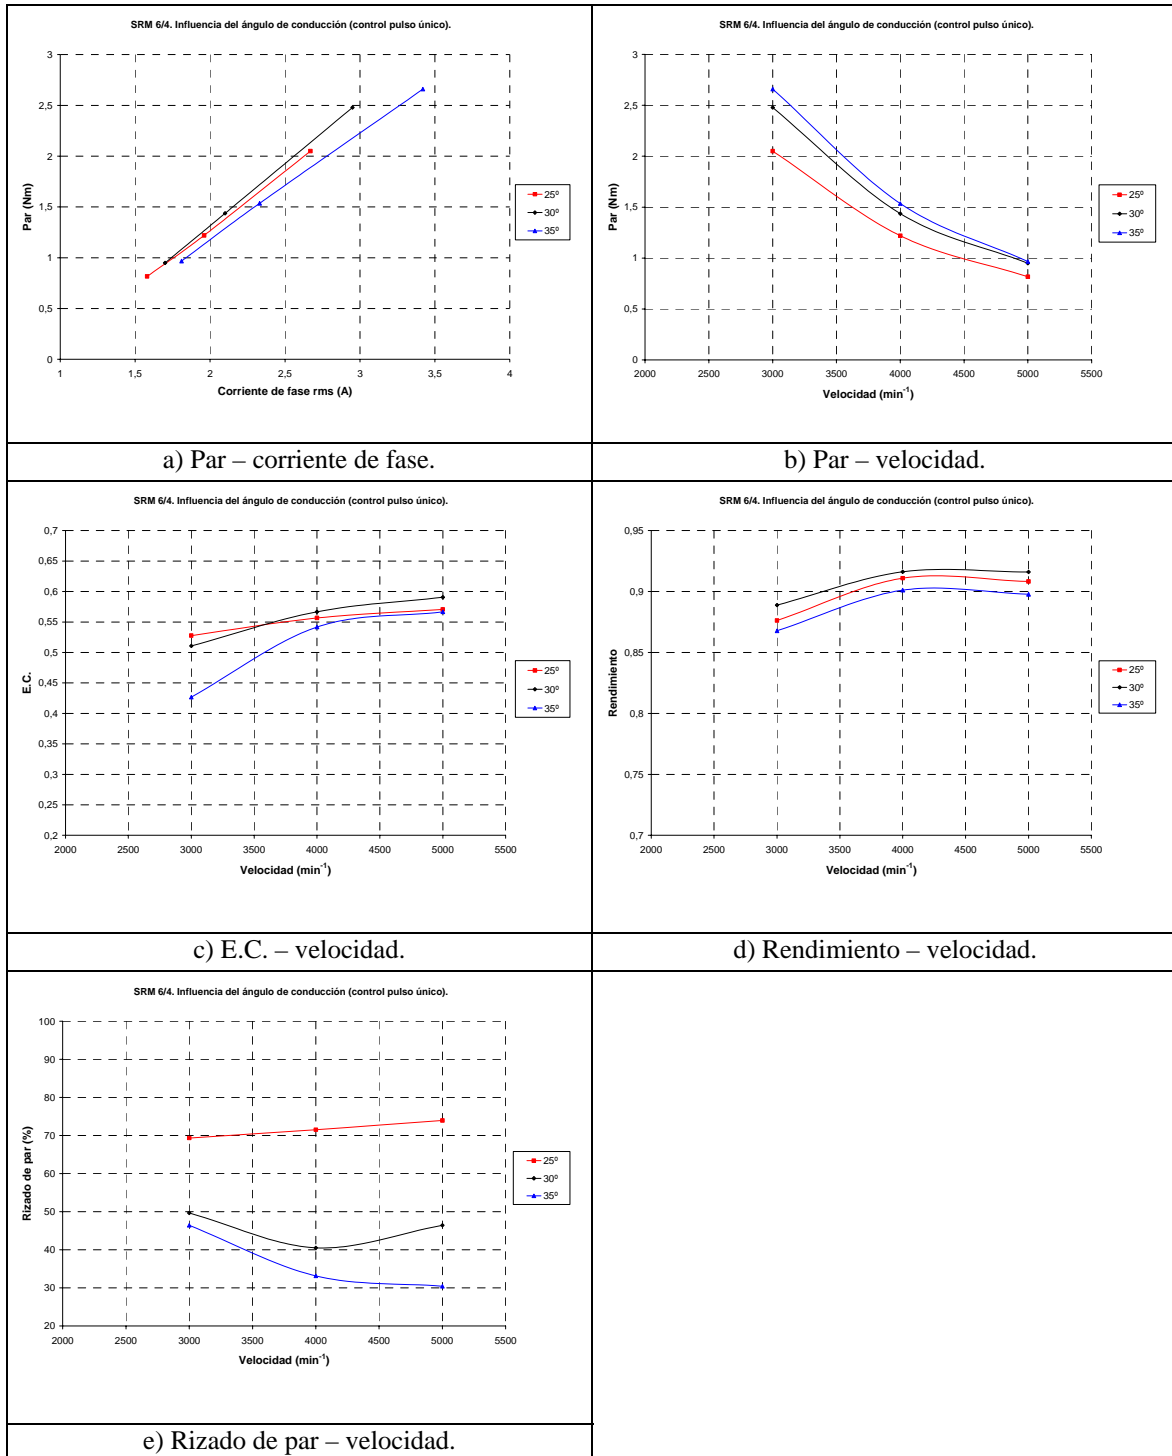 SRM 6/4. Influencia del ángulo de conducción (control pulso único).
3
2,5
2
1,5
1
0,5
0
Par (Nm)
1
1,5
2
2,5
3
3,5
4
Corriente de fase rms (A)
25º
30º
35º
a) Par – corriente de fase.
SRM 6/4. Influencia del ángulo de conducción (control pulso único).
3
2,5
2
1,5
1
0,5
0
Par (Nm)
2000
2500
3000
3500
4000
4500
5000
5500
Velocidad (min⁻¹)
25º
30º
35º
b) Par – velocidad.
SRM 6/4. Influencia del ángulo de conducción (control pulso único).
0,7
0,65
0,6
0,55
0,5
0,45
0,4
0,35
0,3
0,25
0,2
E.C.
2000
2500
3000
3500
4000
4500
5000
5500
Velocidad (min⁻¹)
25º
30º
35º
c) E.C. – velocidad.
SRM 6/4. Influencia del ángulo de conducción (control pulso único).
0,95
0,9
0,85
0,8
0,75
0,7
Rendimiento
2000
2500
3000
3500
4000
4500
5000
5500
Velocidad (min⁻¹)
25º
30º
35º
d) Rendimiento – velocidad.
SRM 6/4. Influencia del ángulo de conducción (control pulso único).
100
90
80
70
60
50
40
30
20
Rizado de par (%)
2000
2500
3000
3500
4000
4500
5000
5500
Velocidad (min⁻¹)
25º
30º
35º
e) Rizado de par – velocidad.